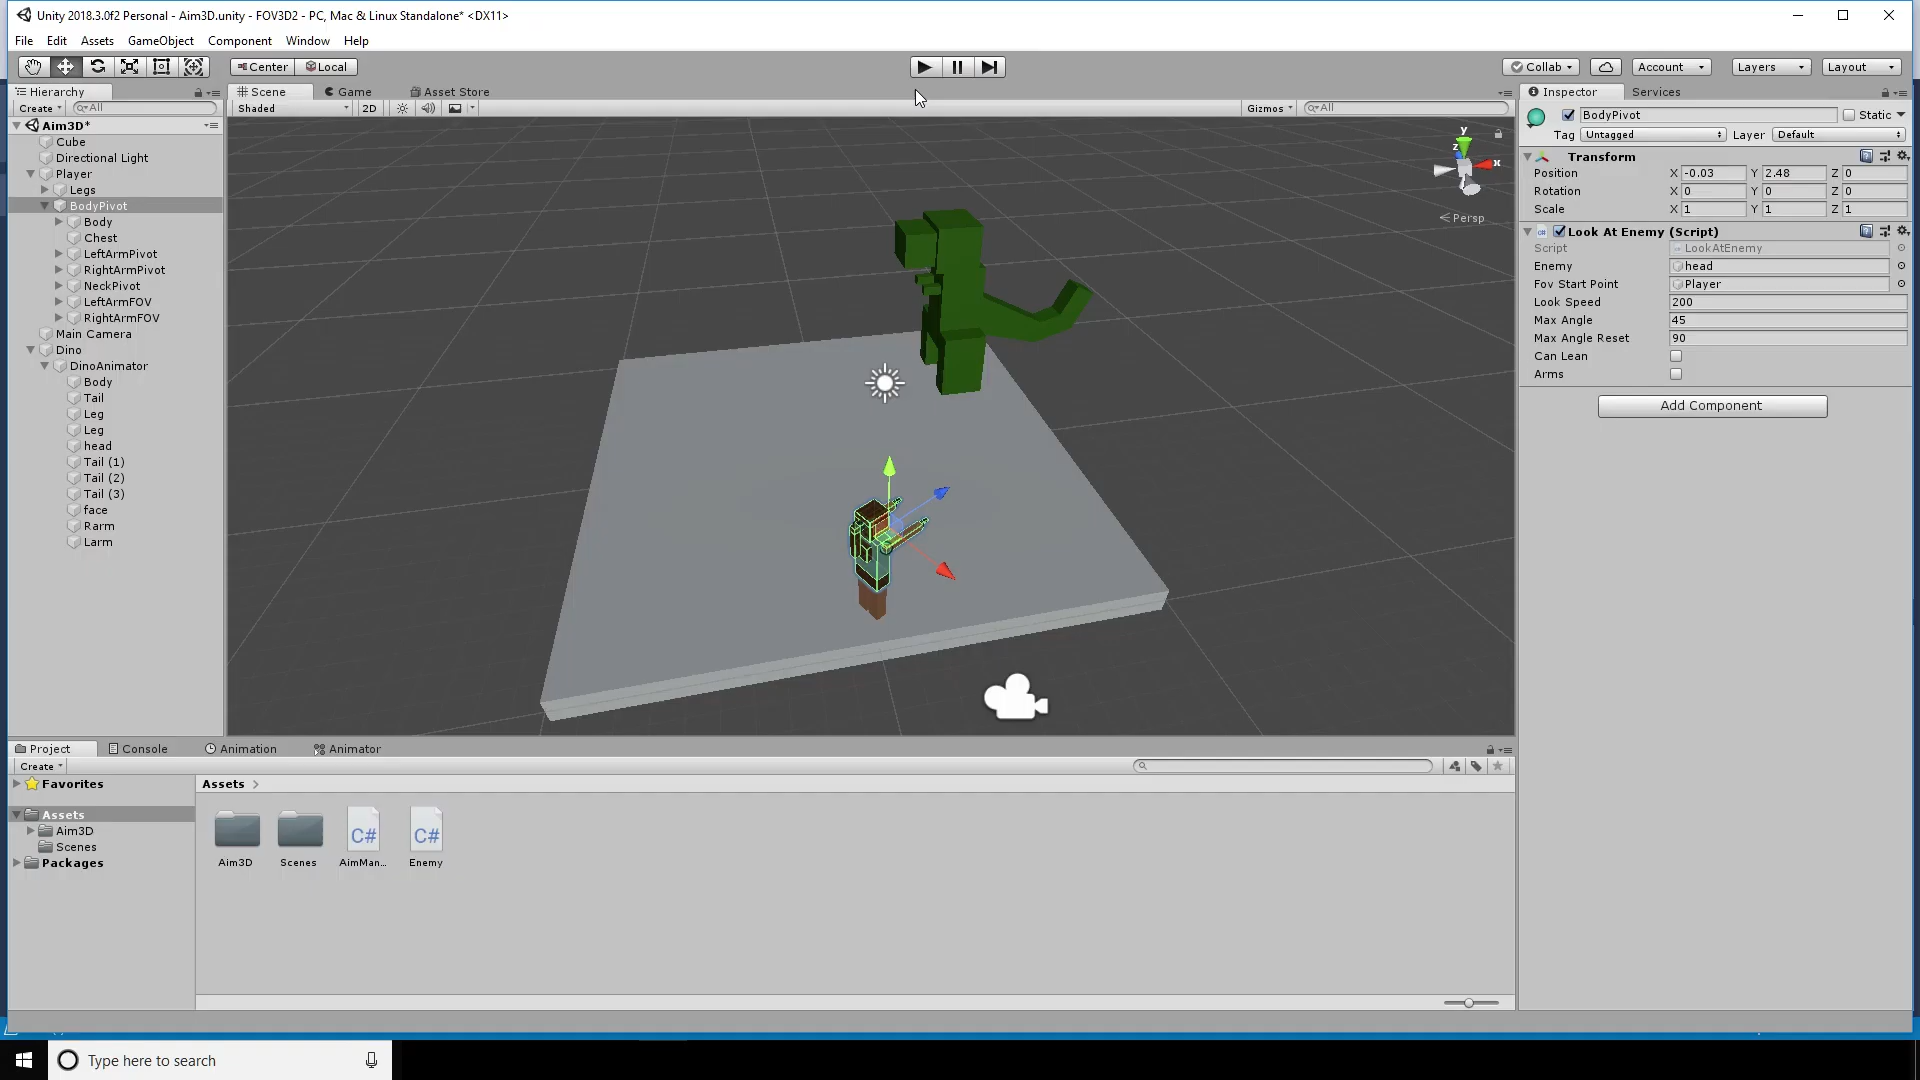 Unity 2018.3.0f2 Personal - Aim3D.unity - FOV3D2 - PC, Mac & Linux Standalone* <DX11>
File Edit Assets GameObject Component Window Help
Center Local Collab Account Layers Layout
Hierarchy Scene Game Asset Store Inspector Services
Create All Shaded 2D Gizmos All
BodyPivot Static
Aim3D*
Tag Untagged Layer Default
Cube
Directional Light
Transform
Player
Position X -0.03 Y 2.48 Z 0
Legs
Rotation X 0 Y 0 Z 0
BodyPivot
Scale X 1 Y 1 Z 1
y
z
x
Persp
Body
Look At Enemy (Script)
Chest
Script LookAtEnemy
LeftArmPivot
Enemy head
RightArmPivot
Fov Start Point Player
NeckPivot
Look Speed 200
LeftArmFOV
Max Angle 45
RightArmFOV
Max Angle Reset 90
Main Camera
Can Lean
Dino
Arms
DinoAnimator
Body
Add Component
Tail
Leg
Leg
head
Tail (1)
Tail (2)
Tail (3)
face
Rarm
Larm
Project Console Animation Animator
Create
Favorites
Assets
Assets
Aim3D
Scenes
Packages
C# C#
Aim3D Scenes AimMan... Enemy
Type here to search